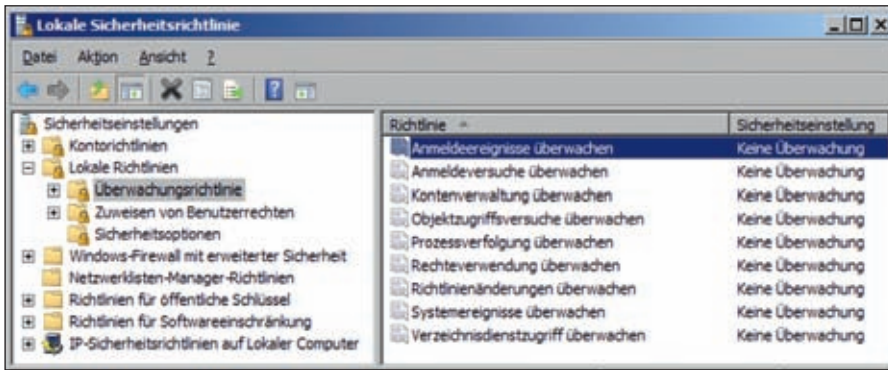 Lokale Sicherheitsrichtlinie
Datei Aktion Ansicht ?
Sicherheitseinstellungen
Kontorichtlinien
Lokale Richtlinien
Überwachungsrichtlinie
Zuweisen von Benutzerrechten
Sicherheitsoptionen
Windows-Firewall mit erweiterter Sicherheit
Netzwerklisten-Manager-Richtlinien
Richtlinien für öffentliche Schlüssel
Richtlinien für Softwareeinschränkung
IP-Sicherheitsrichtlinien auf Lokaler Computer
Richtlinie Sicherheitseinstellung
Anmeldeereignisse überwachen Keine Überwachung
Anmeldeversuche überwachen Keine Überwachung
Kontenverwaltung überwachen Keine Überwachung
Objektzugriffsversuche überwachen Keine Überwachung
Prozessverfolgung überwachen Keine Überwachung
Rechteverwendung überwachen Keine Überwachung
Richtlinienänderungen überwachen Keine Überwachung
Systemereignisse überwachen Keine Überwachung
Verzeichnisdienstzugriff überwachen Keine Überwachung